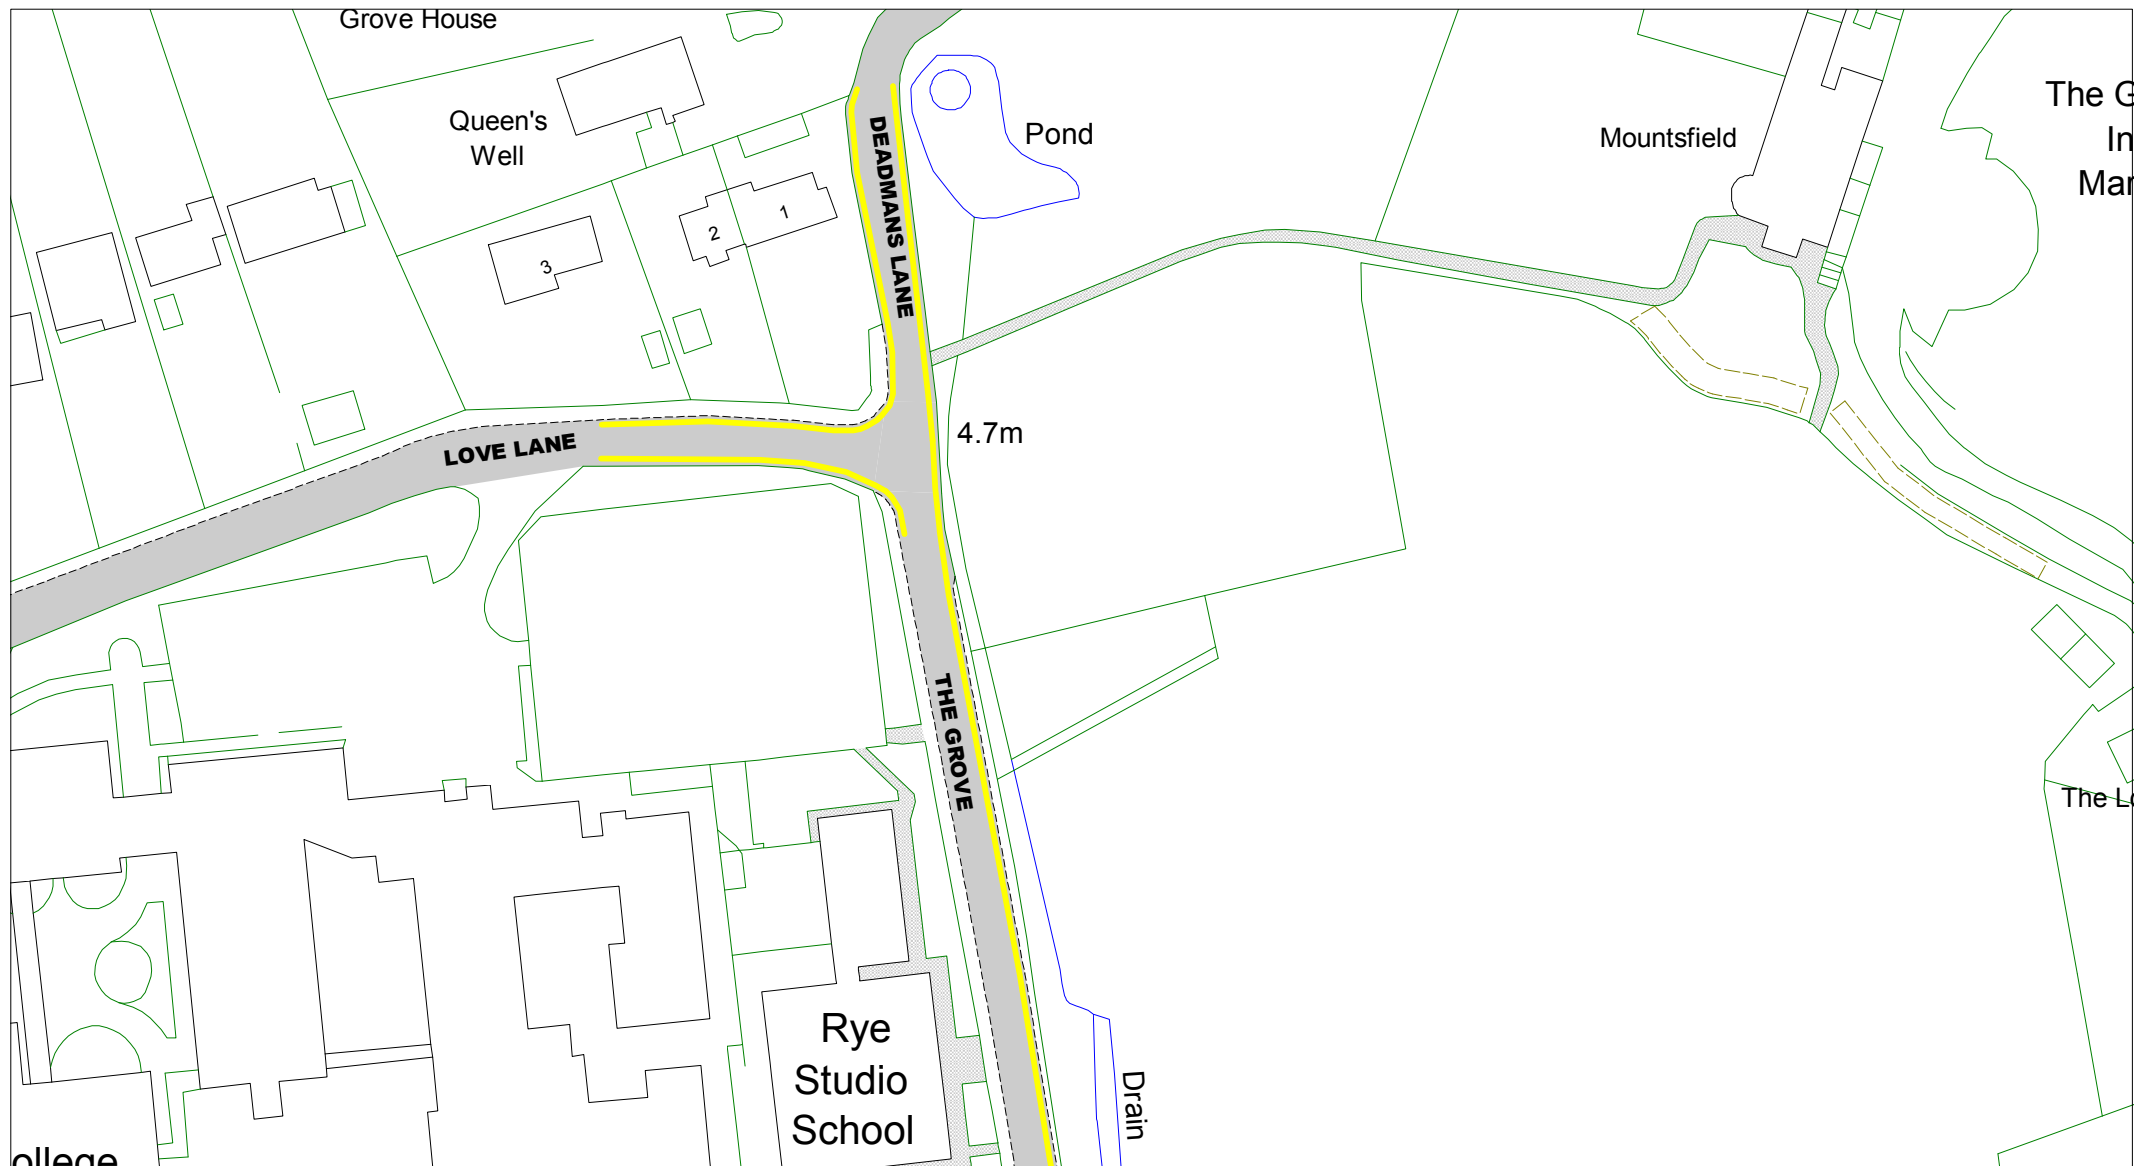 Grove House
Queen's
Well
DEADMANS LANE
Pond
Mountsfield
The G
In
Mar
1
2
3
LOVE LANE
4.7m
THE GROVE
The Lo
Rye
Studio
School
Drain
ollege